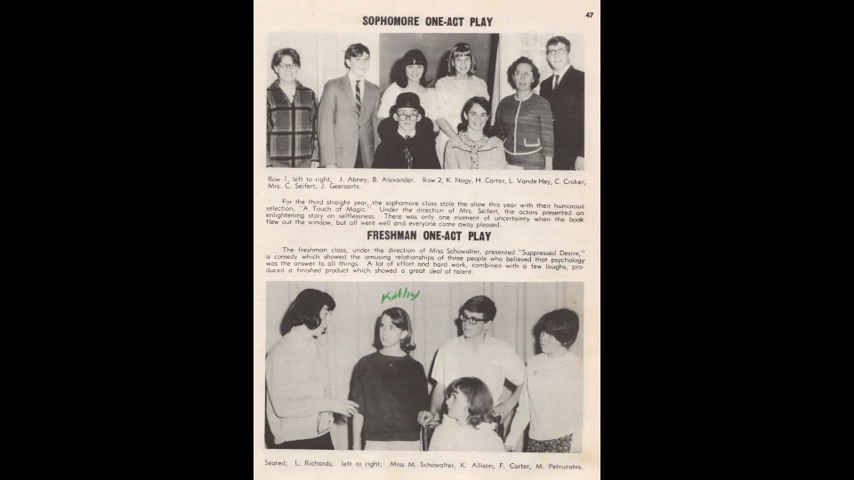 47
SOPHOMORE ONE-ACT PLAY
Row 1, left to right; J. Abney, B. Alexander. Row 2; K. Nagy, H. Carter, L. Vande Hey, C. Croker,
Mrs. C. Seifert, J. Geeraerts.
For the third straight year, the sophomore class stole the show this year with their humorous
selection, "A Touch of Magic." Under the direction of Mrs. Seifert, the actors presented an
enlightening story on selflessness. There was only one moment of uncertainty when the book
flew out the window, but all went well and everyone came away pleased.
FRESHMAN ONE-ACT PLAY
The freshman class, under the direction of Miss Schowalter, presented "Suppressed Desire,"
a comedy which showed the amusing relationships of three people who believed that psychology
was the answer to all things. A lot of effort and hard work, combined with a few laughs, pro-
duced a finished product which showed a great deal of talent.
Kathy
Seated; L. Richards; left to right; Miss M. Schowalter, K. Allison, F. Carter, M. Petruzates.